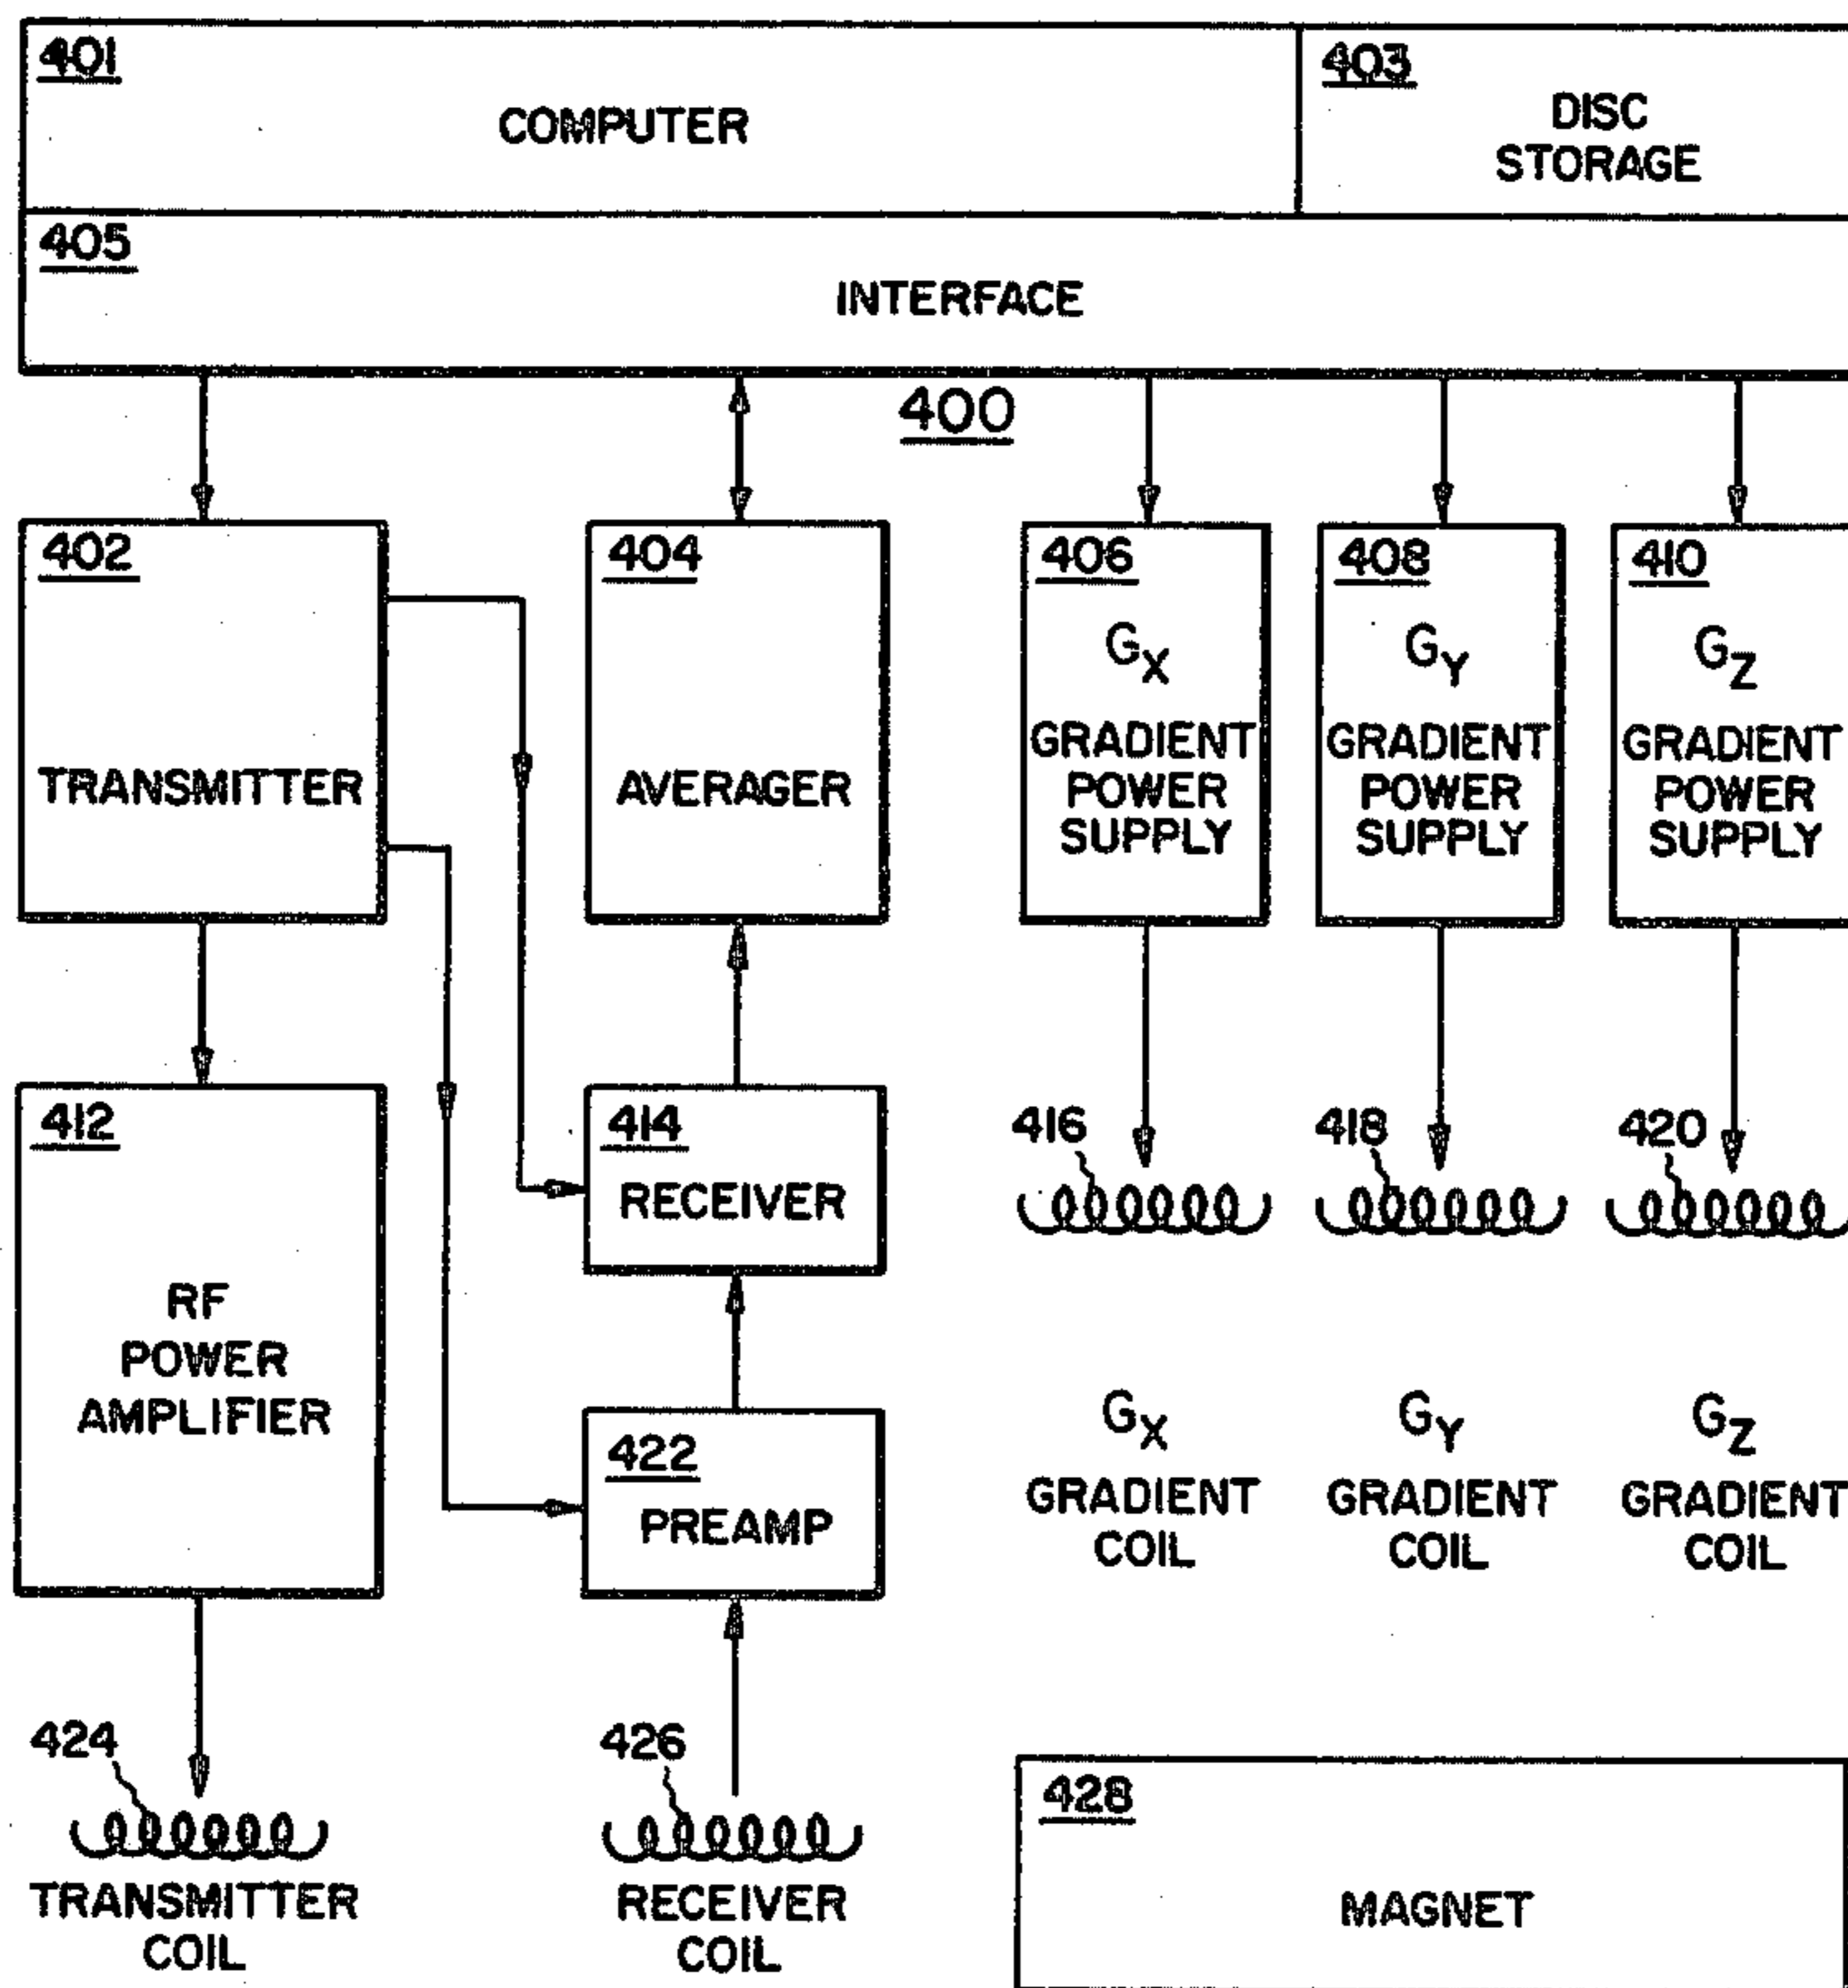 401
COMPUTER
403
DISC
STORAGE
405
INTERFACE
400
402
TRANSMITTER
404
AVERAGER
406
GX
GRADIENT
POWER
SUPPLY
408
GY
GRADIENT
POWER
SUPPLY
410
GZ
GRADIENT
POWER
SUPPLY
412
RF
POWER
AMPLIFIER
414
RECEIVER
416
418
420
422
PREAMP
GX
GRADIENT
COIL
GY
GRADIENT
COIL
GZ
GRADIENT
COIL
424
TRANSMITTER
COIL
426
RECEIVER
COIL
428
MAGNET